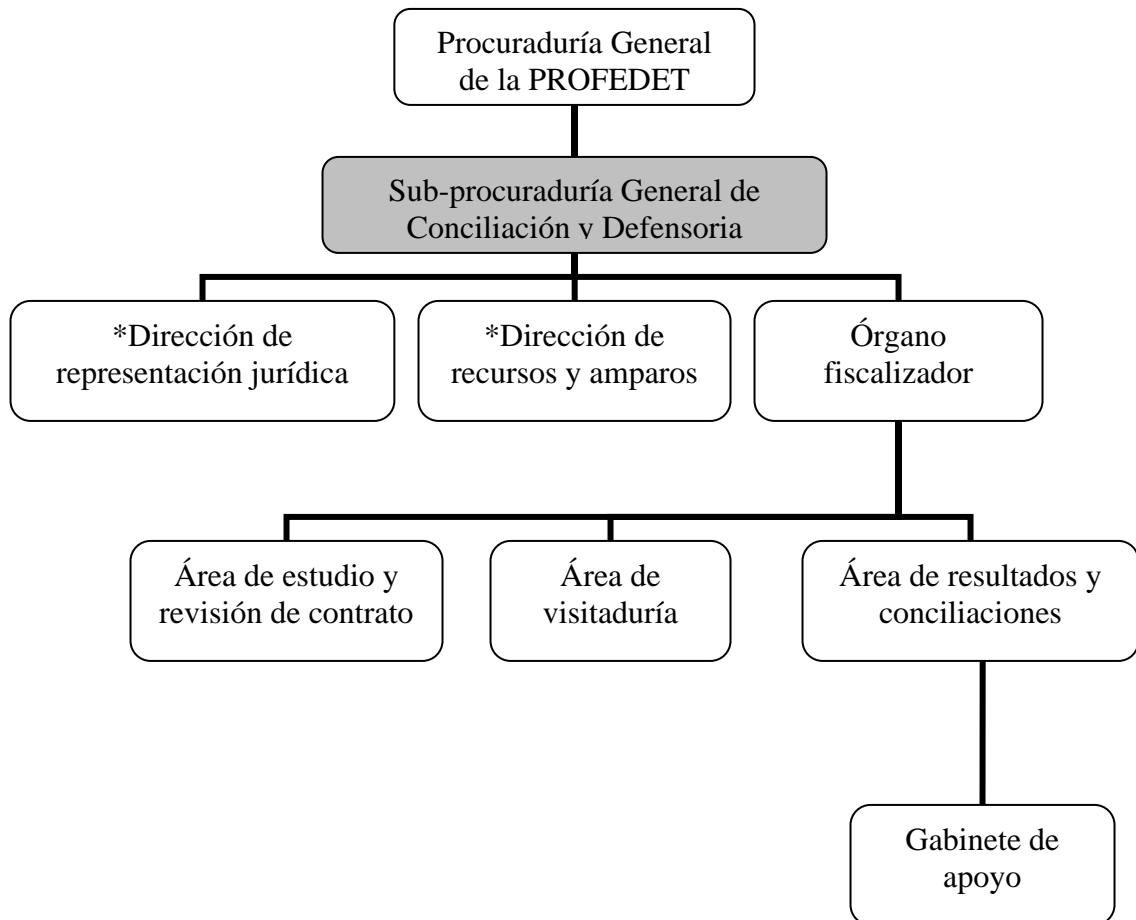 Procuraduría General
de la PROFEDET
Sub-procuraduría General de
Conciliación y Defensoria
*Dirección de
representación jurídica
*Dirección de
recursos y amparos
Órgano
fiscalizador
Área de estudio y
revisión de contrato
Área de
visitaduría
Área de resultados y
conciliaciones
Gabinete de
apoyo